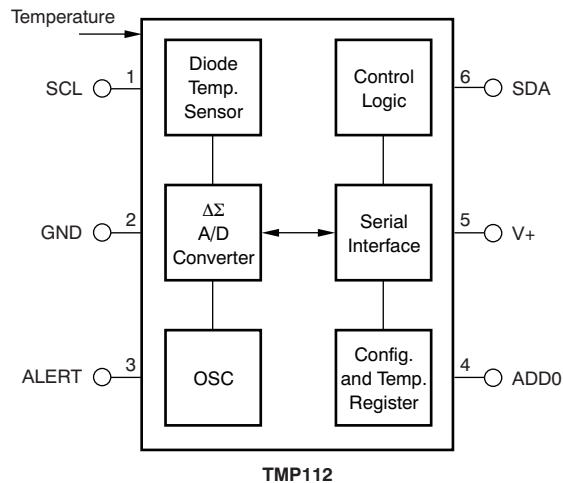 Temperature
SCL
1
Diode
Temp.
Sensor
Control
Logic
6
SDA
GND
2
ΔΣ
A/D
Converter
Serial
Interface
5
V+
ALERT
3
OSC
Config.
and Temp.
Register
4
ADD0
TMP112